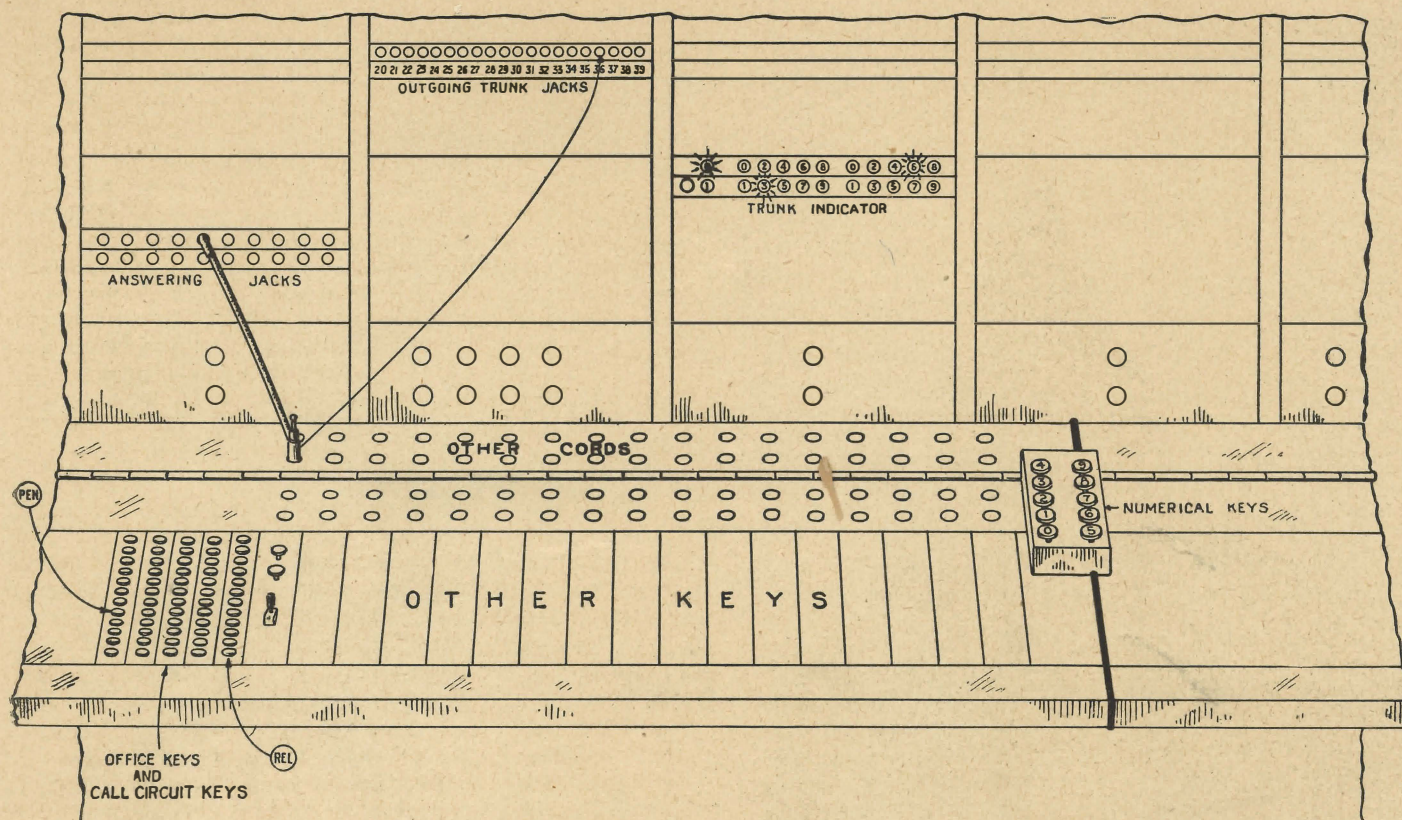 20 21 22 23 24 25 26 27 28 29 30 31 32 33 34 35 36 37 38 39
OUTGOING TRUNK JACKS
0 2 4 6 8 0 2 4 6 8
1 1 3 5 7 9 1 3 5 7 9
TRUNK INDICATOR
ANSWERING JACKS
OTHER CORDS
PEN
4 9
3
2 7
1 6
0 5
NUMERICAL KEYS
OTHER KEYS
OFFICE KEYS
AND
CALL CIRCUIT KEYS
REL